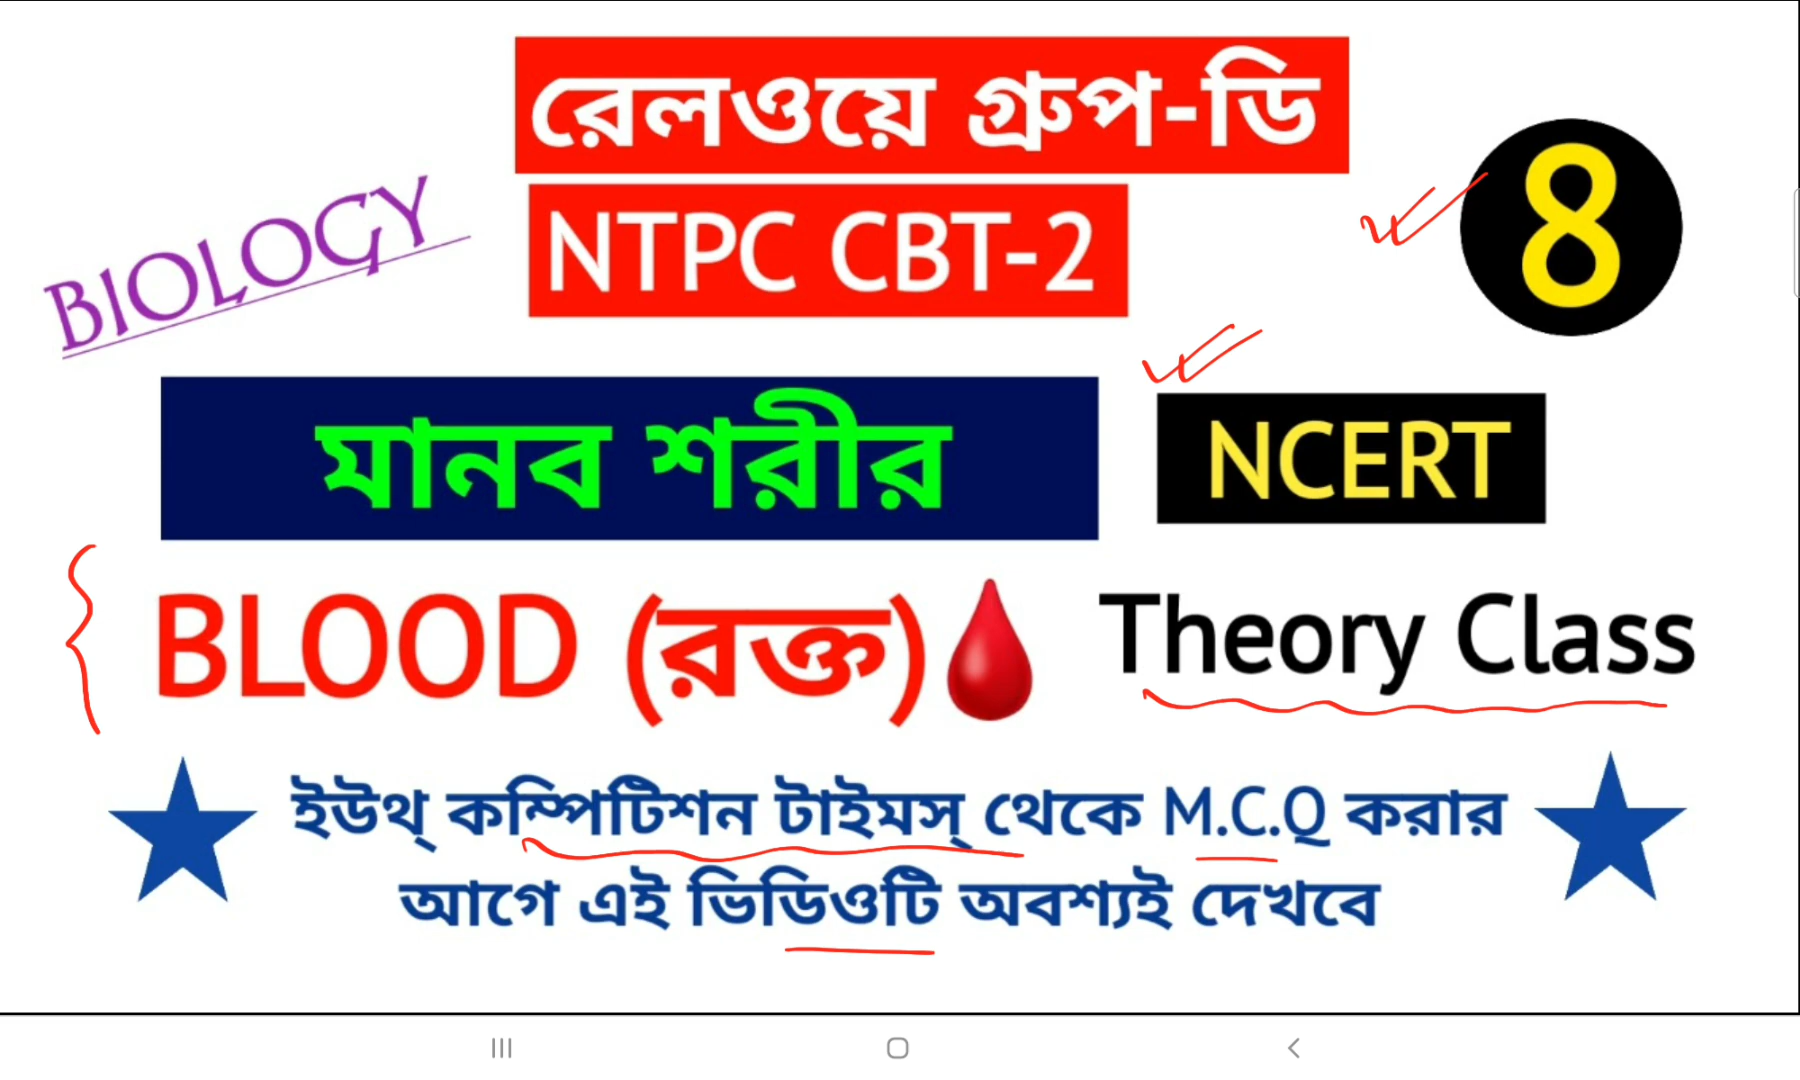 রেলওয়ে গ্রুপ-ডি
BIOLOGY
NTPC CBT-2
8
মানব শরীর
NCERT
BLOOD (রক্ত)
Theory Class
ইউথ্ কম্পিটিশন টাইমস্ থেকে M.C.Q করার
আগে এই ভিডিওটি অবশ্যই দেখবে